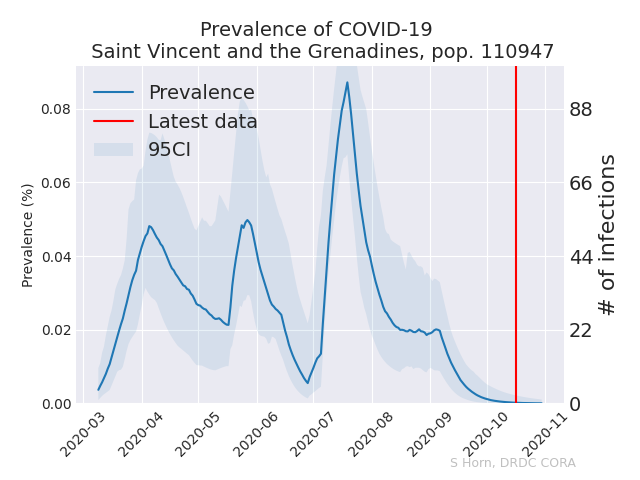 Prevalence of COVID-19
Saint Vincent and the Grenadines, pop. 110947
Prevalence
Latest data
95CI
Prevalence (%)
0.08
0.06
0.04
0.02
0.00
88
66
44
22
0
# of infections
2020-03
2020-04
2020-05
2020-06
2020-07
2020-08
2020-09
2020-10
2020-11
S Horn, DRDC CORA